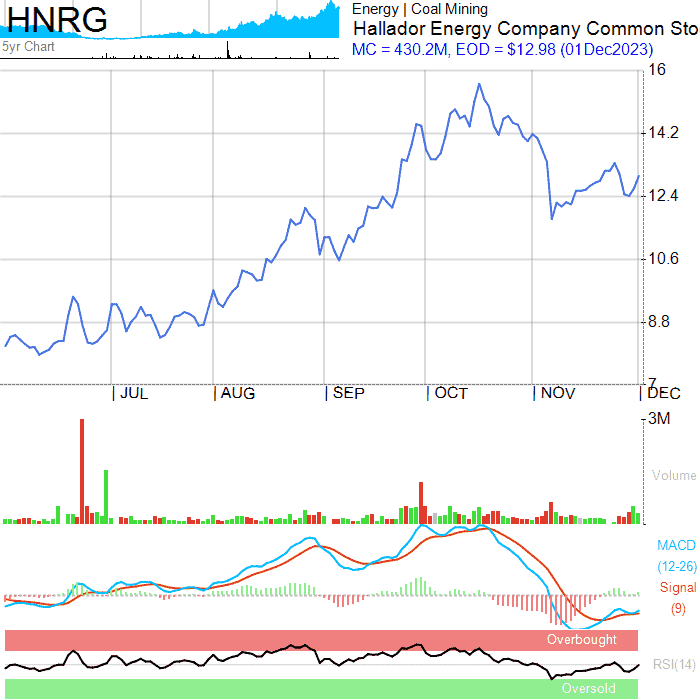 HNRG
5yr Chart
Energy | Coal Mining
Hallador Energy Company Common Sto
MC = 430.2M, EOD = $12.98 (01Dec2023)
16
14.2
12.4
10.6
8.8
7
JUL
AUG
SEP
OCT
NOV
DEC
3M
Volume
MACD
(12-26)
Signal
(9)
Overbought
RSI(14)
Oversold